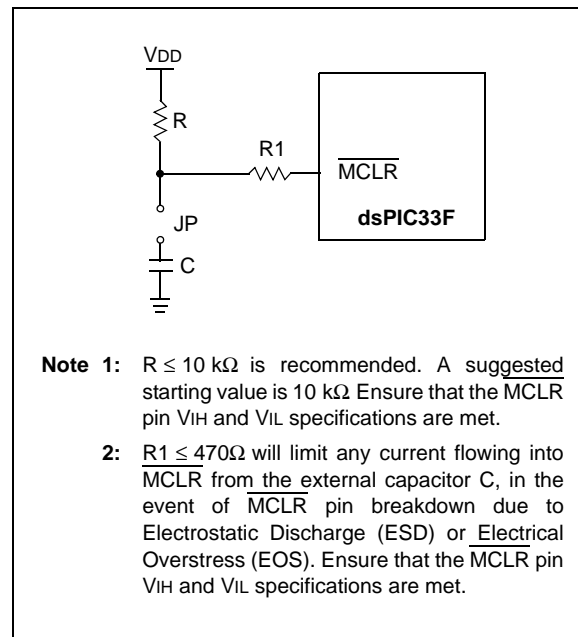 VDD
R
R1
MCLR
dsPIC33F
JP
C
Note 1: R ≤ 10 kΩ is recommended. A suggested
starting value is 10 kΩ Ensure that the MCLR
pin VIH and VIL specifications are met.
2: R1 ≤ 470Ω will limit any current flowing into
MCLR from the external capacitor C, in the
event of MCLR pin breakdown due to
Electrostatic Discharge (ESD) or Electrical
Overstress (EOS). Ensure that the MCLR pin
VIH and VIL specifications are met.